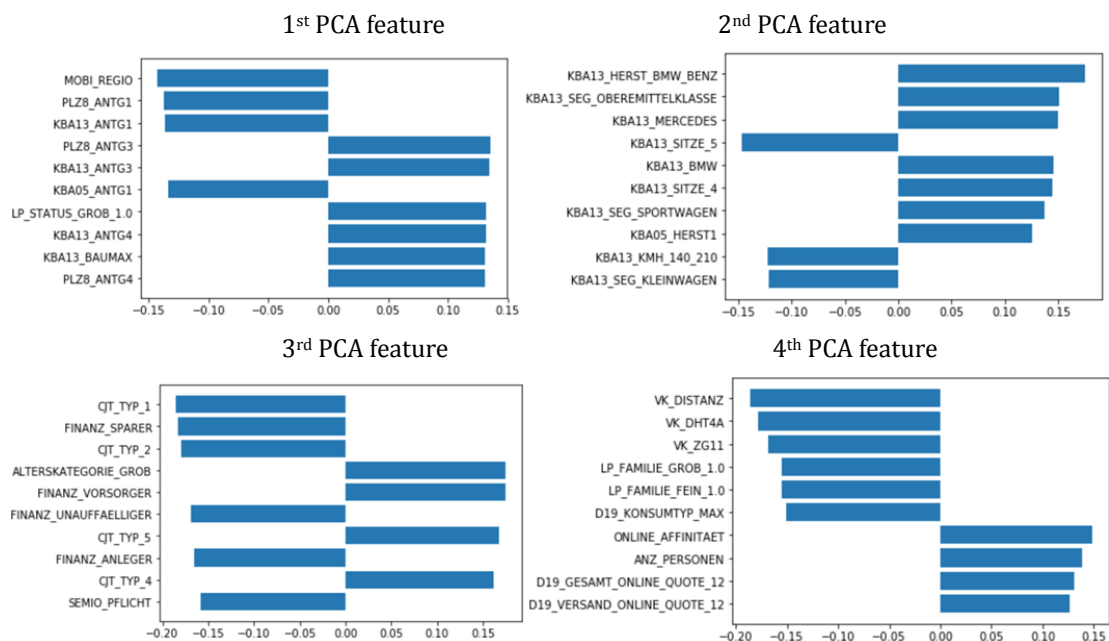 1st PCA feature
MOBI_REGIO
PLZ8_ANTG1
KBA13_ANTG1
PLZ8_ANTG3
KBA13_ANTG3
KBA05_ANTG1
LP_STATUS_GROB_1.0
KBA13_ANTG4
KBA13_BAUMAX
PLZ8_ANTG4
−0.15 −0.10 −0.05 0.00 0.05 0.10 0.15
2nd PCA feature
KBA13_HERST_BMW_BENZ
KBA13_SEG_OBEREMITTELKLASSE
KBA13_MERCEDES
KBA13_SITZE_5
KBA13_BMW
KBA13_SITZE_4
KBA13_SEG_SPORTWAGEN
KBA05_HERST1
KBA13_KMH_140_210
KBA13_SEG_KLEINWAGEN
−0.15 −0.10 −0.05 0.00 0.05 0.10 0.15
3rd PCA feature
CJT_TYP_1
FINANZ_SPARER
CJT_TYP_2
ALTERSKATEGORIE_GROB
FINANZ_VORSORGER
FINANZ_UNAUFFAELLIGER
CJT_TYP_5
FINANZ_ANLEGER
CJT_TYP_4
SEMIO_PFLICHT
−0.20 −0.15 −0.10 −0.05 0.00 0.05 0.10 0.15
4th PCA feature
VK_DISTANZ
VK_DHT4A
VK_ZG11
LP_FAMILIE_GROB_1.0
LP_FAMILIE_FEIN_1.0
D19_KONSUMTYP_MAX
ONLINE_AFFINITAET
ANZ_PERSONEN
D19_GESAMT_ONLINE_QUOTE_12
D19_VERSAND_ONLINE_QUOTE_12
−0.20 −0.15 −0.10 −0.05 0.00 0.05 0.10 0.15